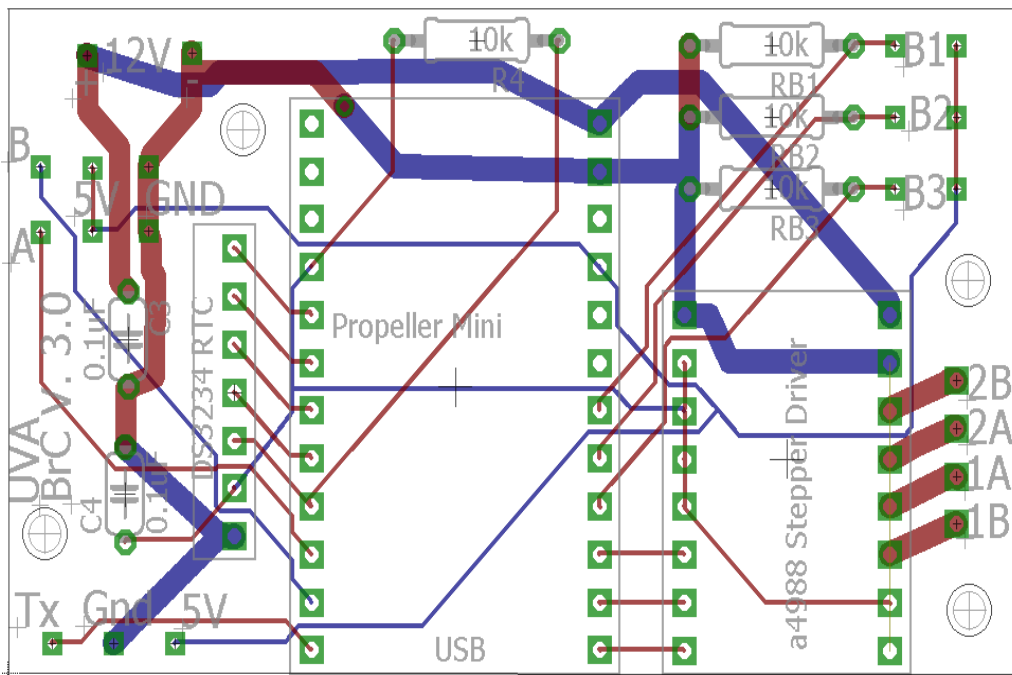 12V
+
-
10k
R4
10k
RB1
B1
10k
RB2
B2
10k
RB3
B3
B
5V
GND
A
0.1uF
C3
DS3234 RTC
Propeller Mini
a4988 Stepper Driver
2B
2A
1A
1B
UVA
BrC v. 3.0
C4
0.1uF
Tx
Gnd
5V
USB